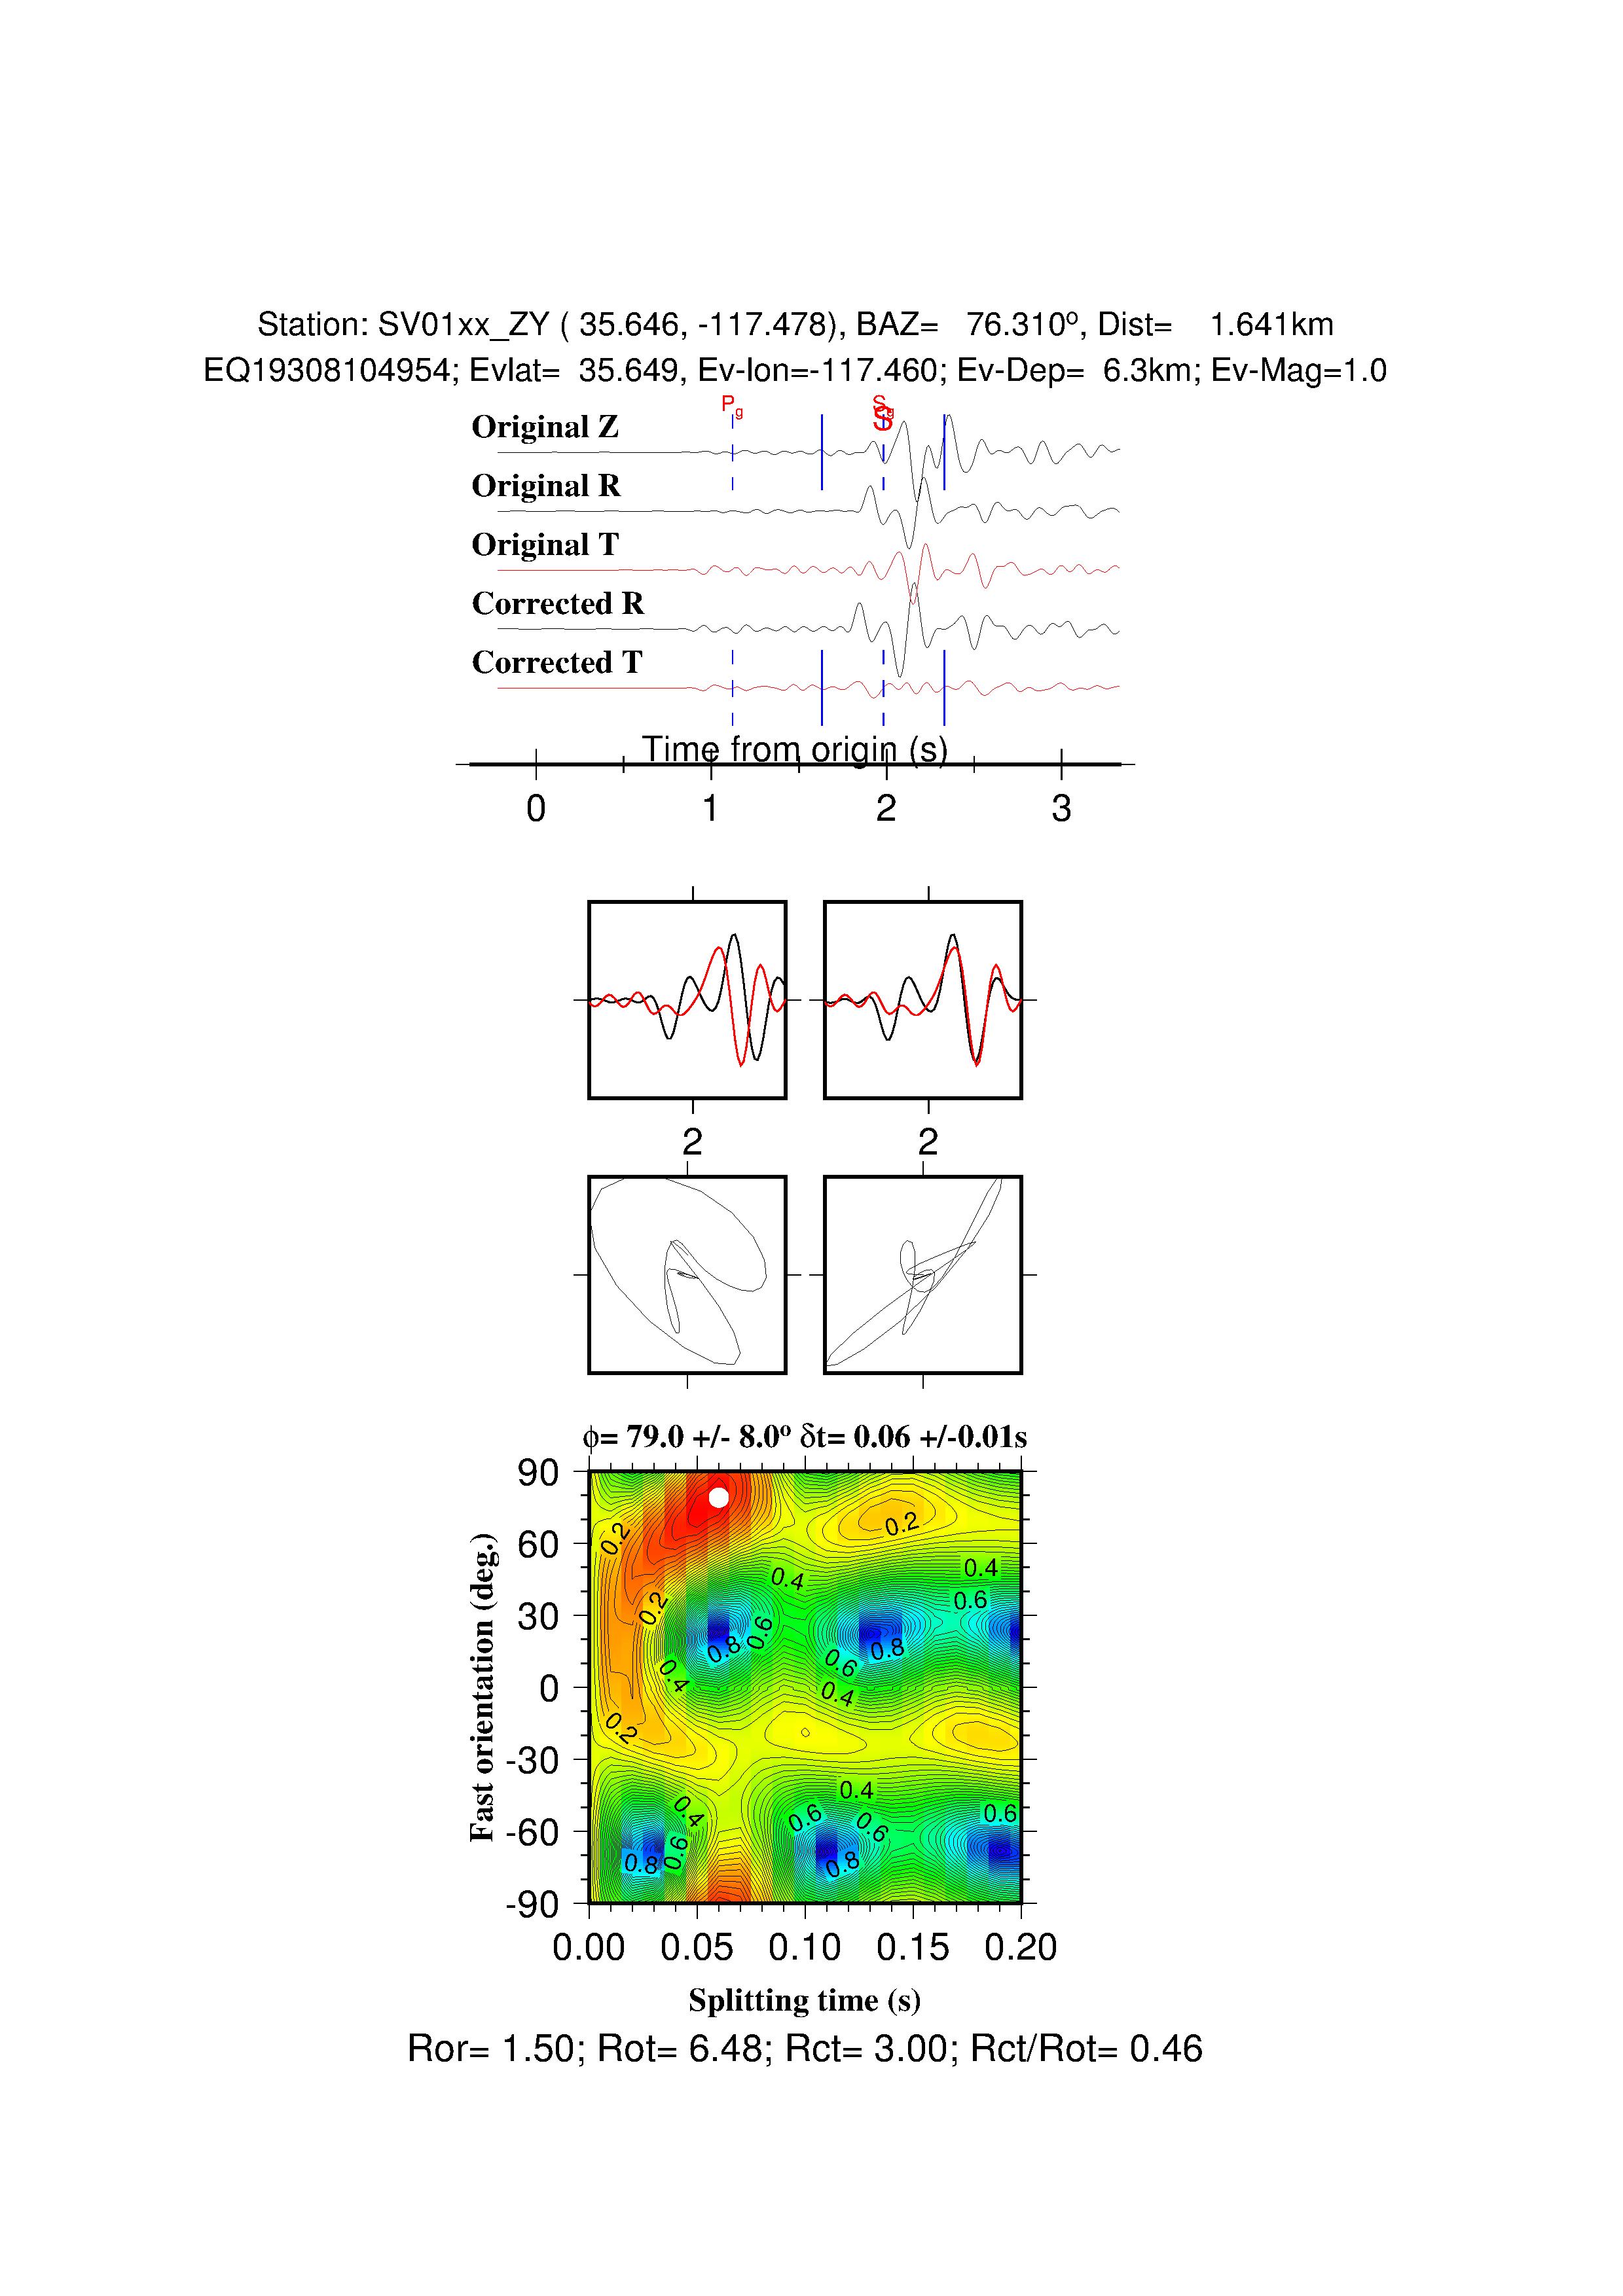 Station: SV01xx_ZY ( 35.646, -117.478), BAZ= 76.310º, Dist= 1.641km
EQ19308104954; Evlat= 35.649, Ev-lon=-117.460; Ev-Dep= 6.3km; Ev-Mag=1.0
Pg Sg
S
Original Z
Original R
Original T
Corrected R
Corrected T
Time from origin (s)
0 1 2 3
2 2
ϕ= 79.0 +/- 8.0º δt= 0.06 +/-0.01s
Fast orientation (deg.)
90
60
30
0
-30
-60
-90
0.2
0.2
0.4
0.4
0.2
0.6
0.6
0.8
0.6
0.8
0.4
0.4
0.2
0.4
0.4
0.6
0.6
0.6
0.6
0.8
0.8
0.00 0.05 0.10 0.15 0.20
Splitting time (s)
Ror= 1.50; Rot= 6.48; Rct= 3.00; Rct/Rot= 0.46